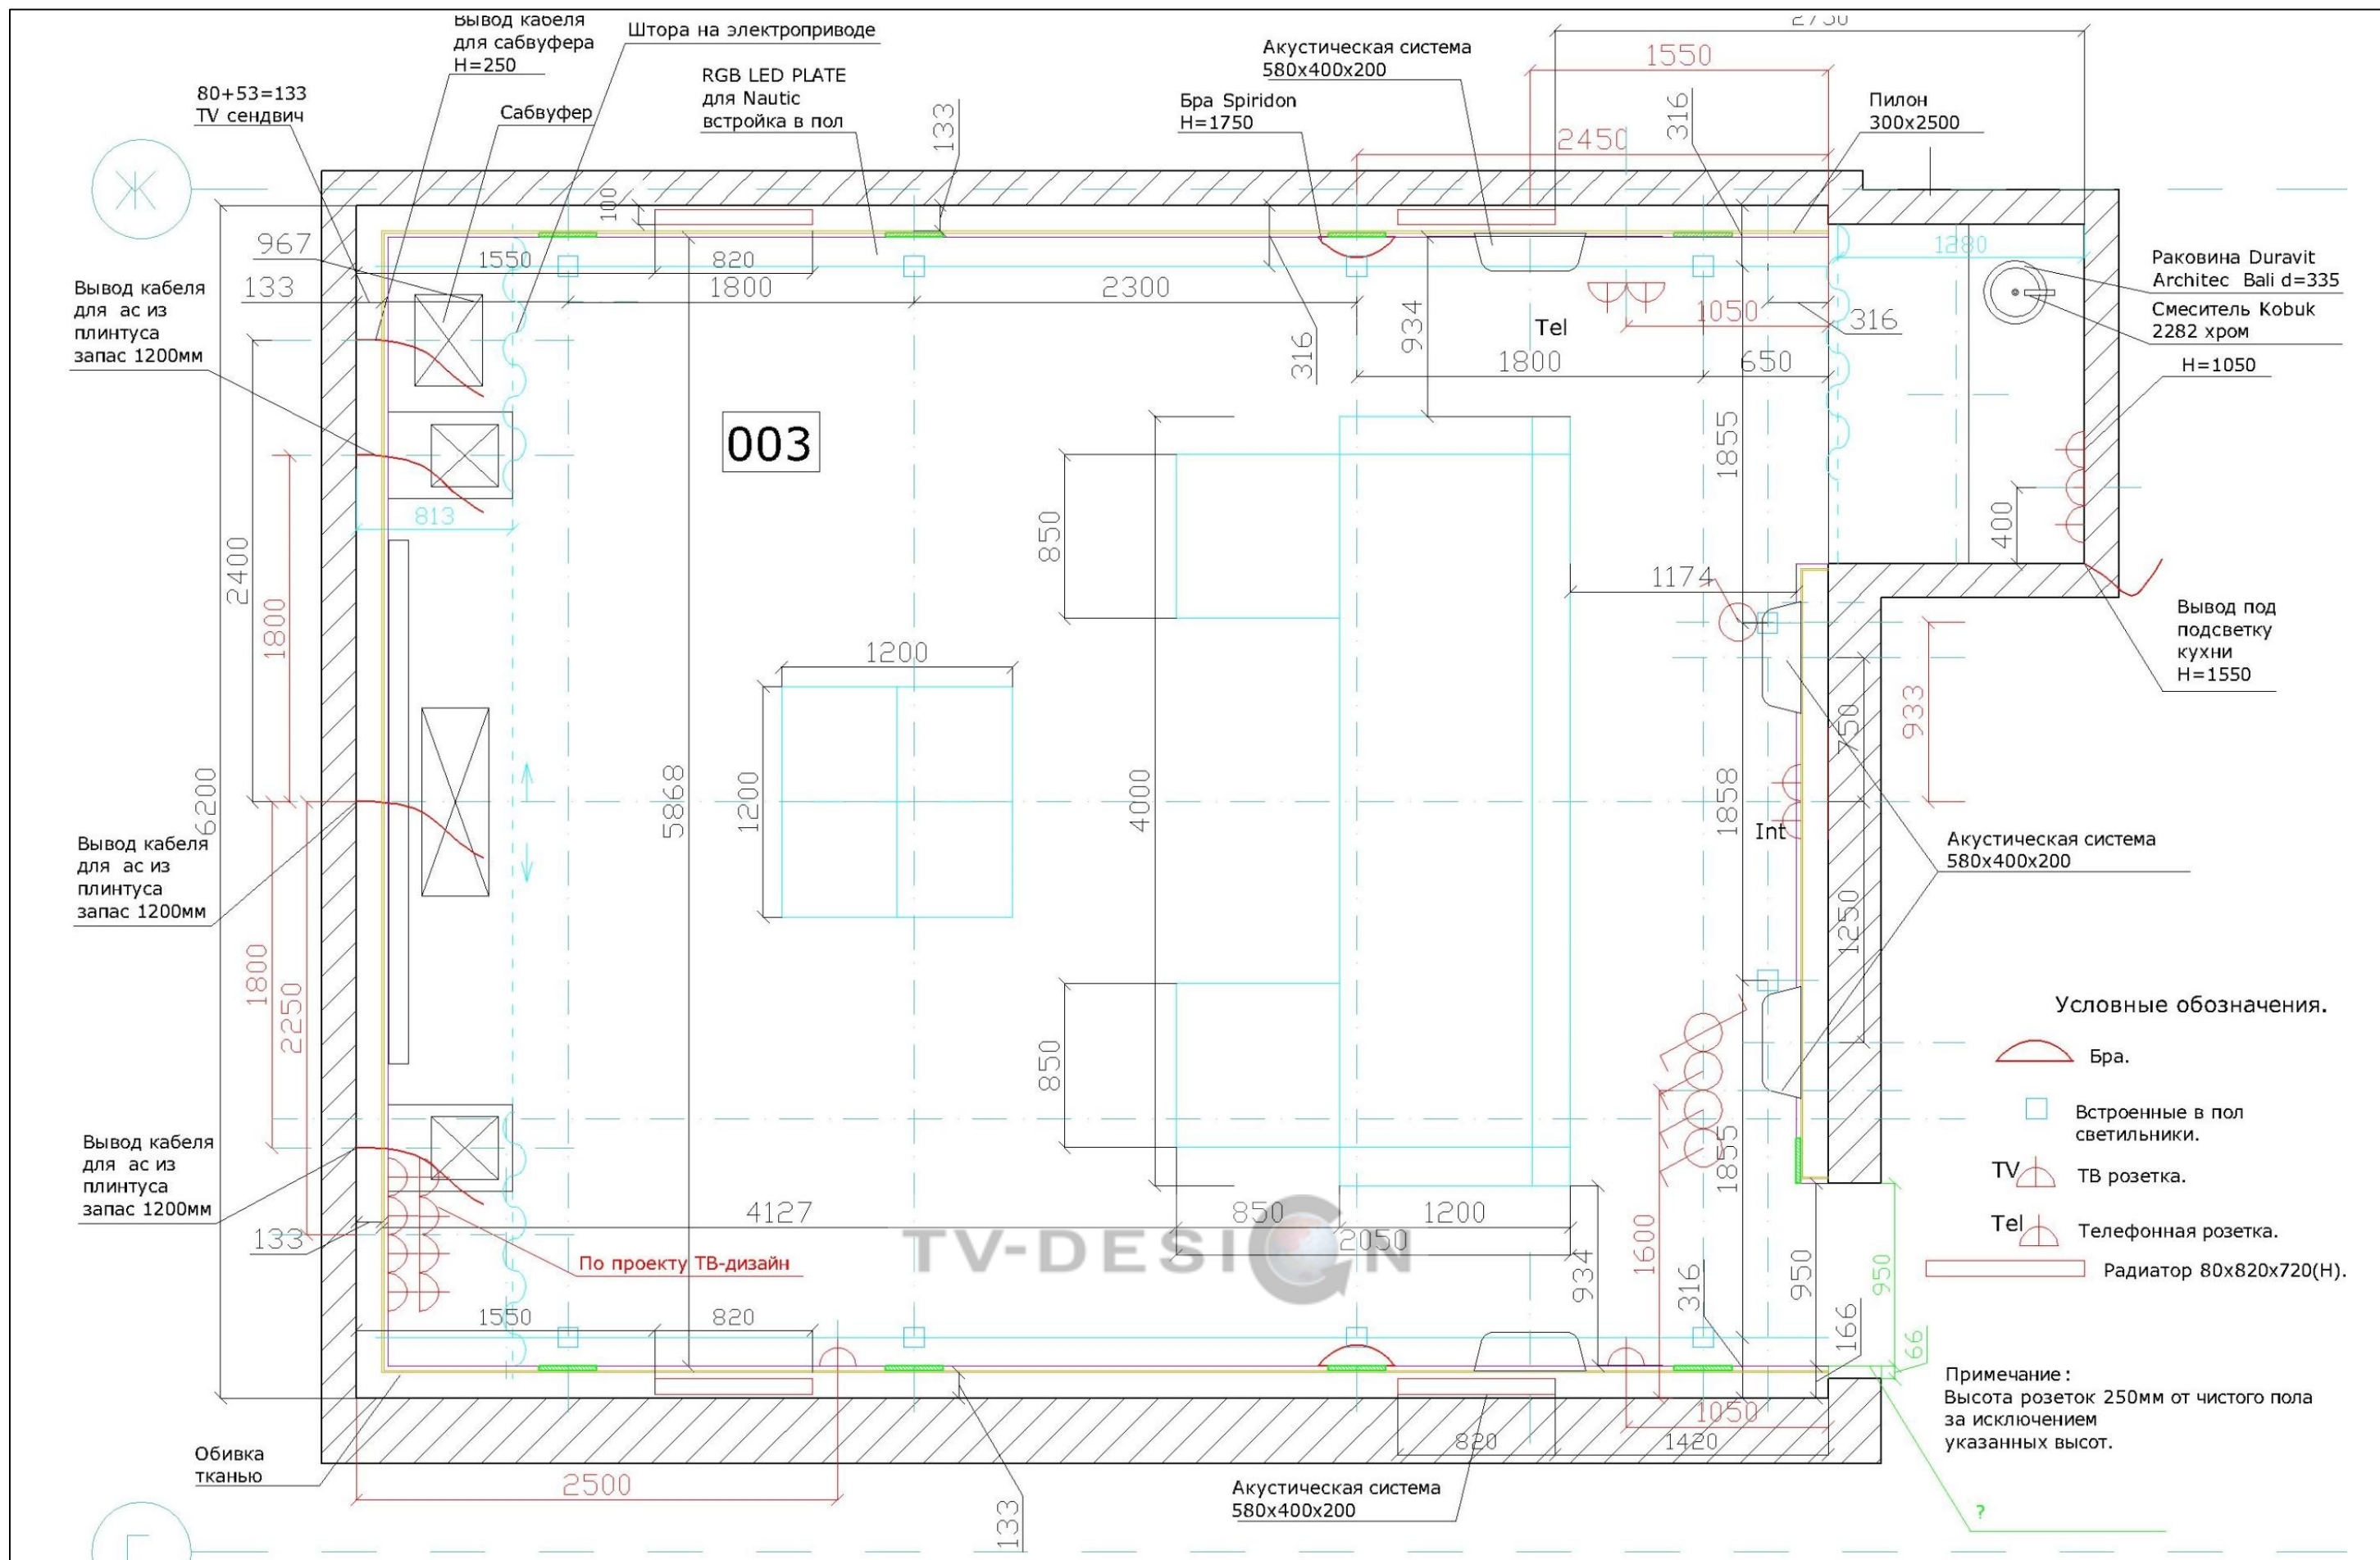 Вывод кабеля
для сабвуфера
H=250
Штора на электроприводе
80+53=133
TV сендвич
Сабвуфер
RGB LED PLATE
для Nautic
встройка в пол
133
Акустическая система
580x400x200
Бра Spiridon
H=1750
2750
1550
316
2450
Пилон
300x2500
Ж
100
967
1550
820
133
1800
2300
316
934
Tel
1050
316
1800
650
1280
Раковина Duravit
Architec Bali d=335
Смеситель Kobuk
2282 хром
H=1050
Вывод кабеля
для ас из
плинтуса
запас 1200мм
003
813
850
1855
400
2400
1800
1174
Вывод под
подсветку
кухни
H=1550
1200
933
750
6200
5868
1200
4000
1858
Int
Вывод кабеля
для ас из
плинтуса
запас 1200мм
Акустическая система
580x400x200
1250
1800
2250
850
Условные обозначения.
Бра.
Встроенные в пол
светильники.
TV
ТВ розетка.
Tel
Телефонная розетка.
Радиатор 80x820x720(H).
Вывод кабеля
для ас из
плинтуса
запас 1200мм
1855
133
4127
850
1200
2050
TV-DESIGN
По проекту ТВ-дизайн
934
1600
316
950
950
166
66
1550
820
Примечание:
Высота розеток 250мм от чистого пола
за исключением
указанных высот.
1050
820
1420
Обивка
тканью
2500
133
Акустическая система
580x400x200
?
Г